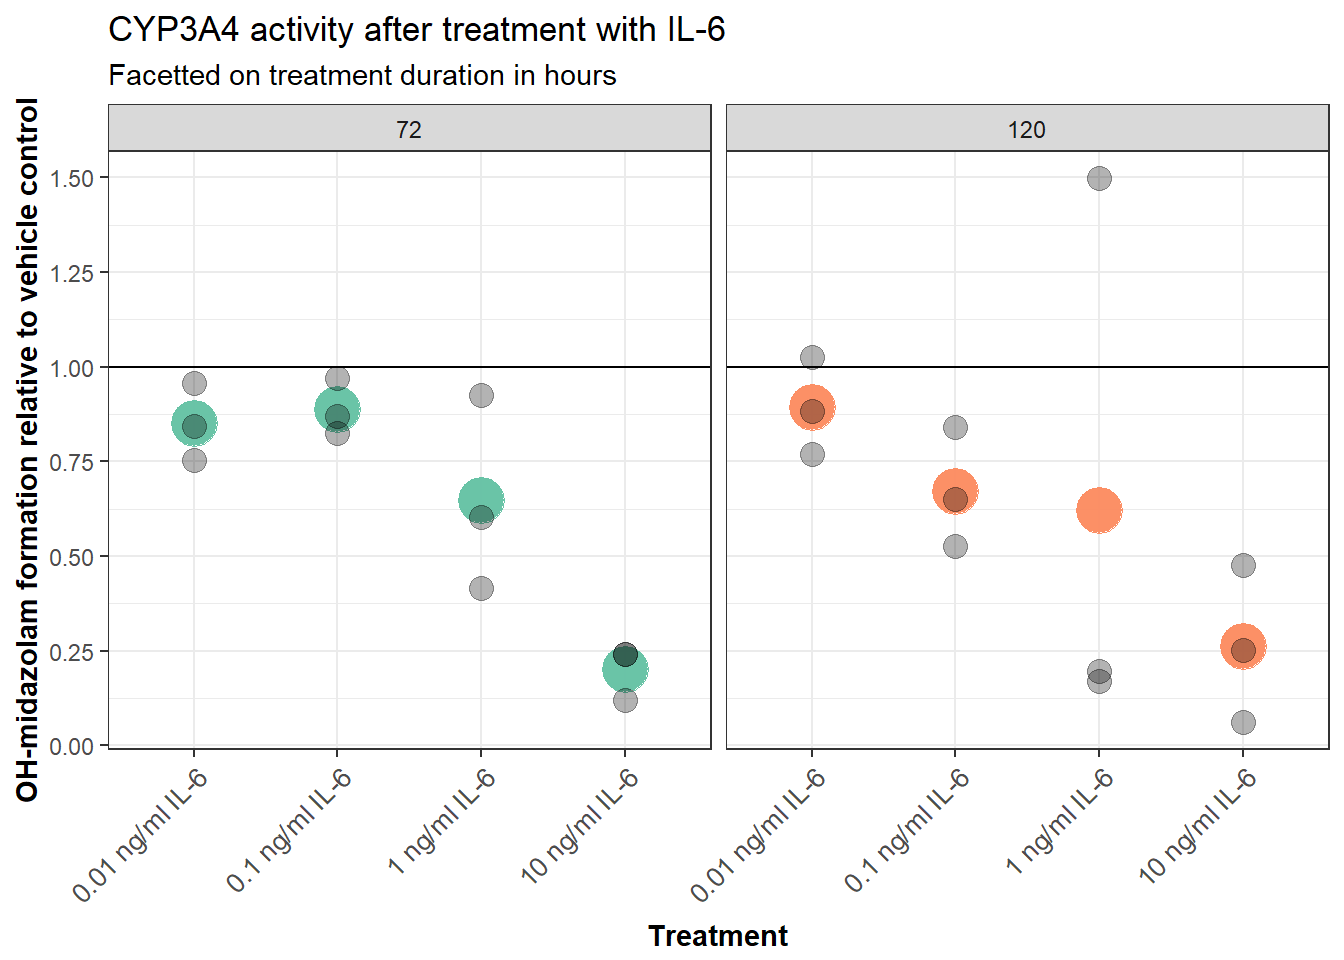 CYP3A4 activity after treatment with IL-6
Facetted on treatment duration in hours
72
120
OH-midazolam formation relative to vehicle control
1.50
1.25
1.00
0.75
0.50
0.25
0.00
0.01 ng/ml IL-6
0.1 ng/ml IL-6
1 ng/ml IL-6
10 ng/ml IL-6
0.01 ng/ml IL-6
0.1 ng/ml IL-6
1 ng/ml IL-6
10 ng/ml IL-6
Treatment